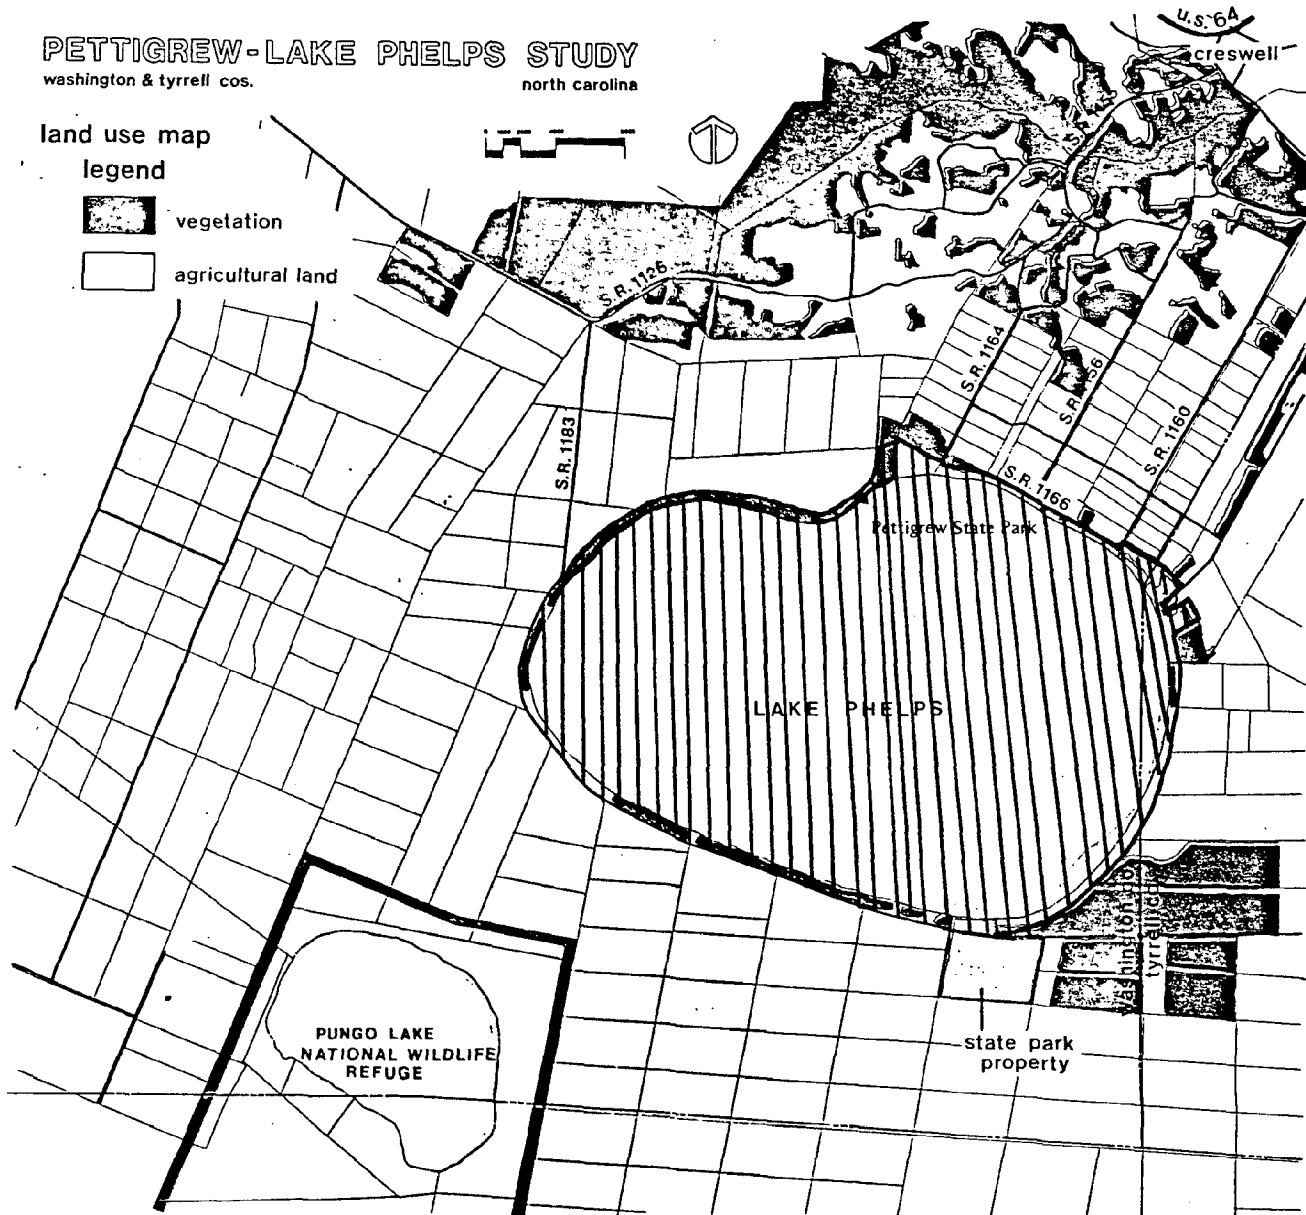 PETTIGREW-LAKE PHELPS STUDY
washington & tyrrell cos.
north carolina
land use map
legend
vegetation
agricultural land
u.s. 64
creswell
S.R. 1126
S.R. 1164
S.R.
S.R. 1160
S.R. 1183
S.R. 1166
Pettigrew State Park
LAKE PHELPS
washington co.
tyrrell co.
state park
property
PUNGO LAKE
NATIONAL WILDLIFE
REFUGE